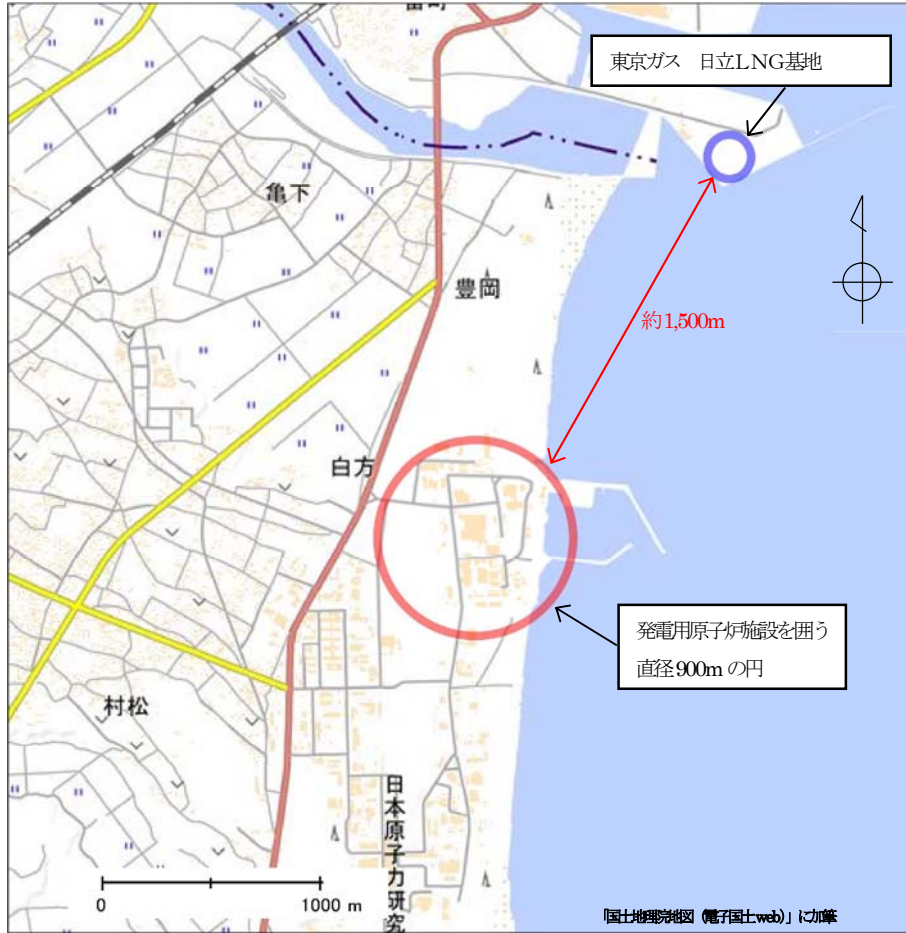 東京ガス 日立LNG基地
亀下
豊岡
約1,500m
白方
発電用原子炉施設を囲う
直径900mの円
村松
日本原子力研究
0 1000 m
「国土地理院地図(電子国土web)」に加筆